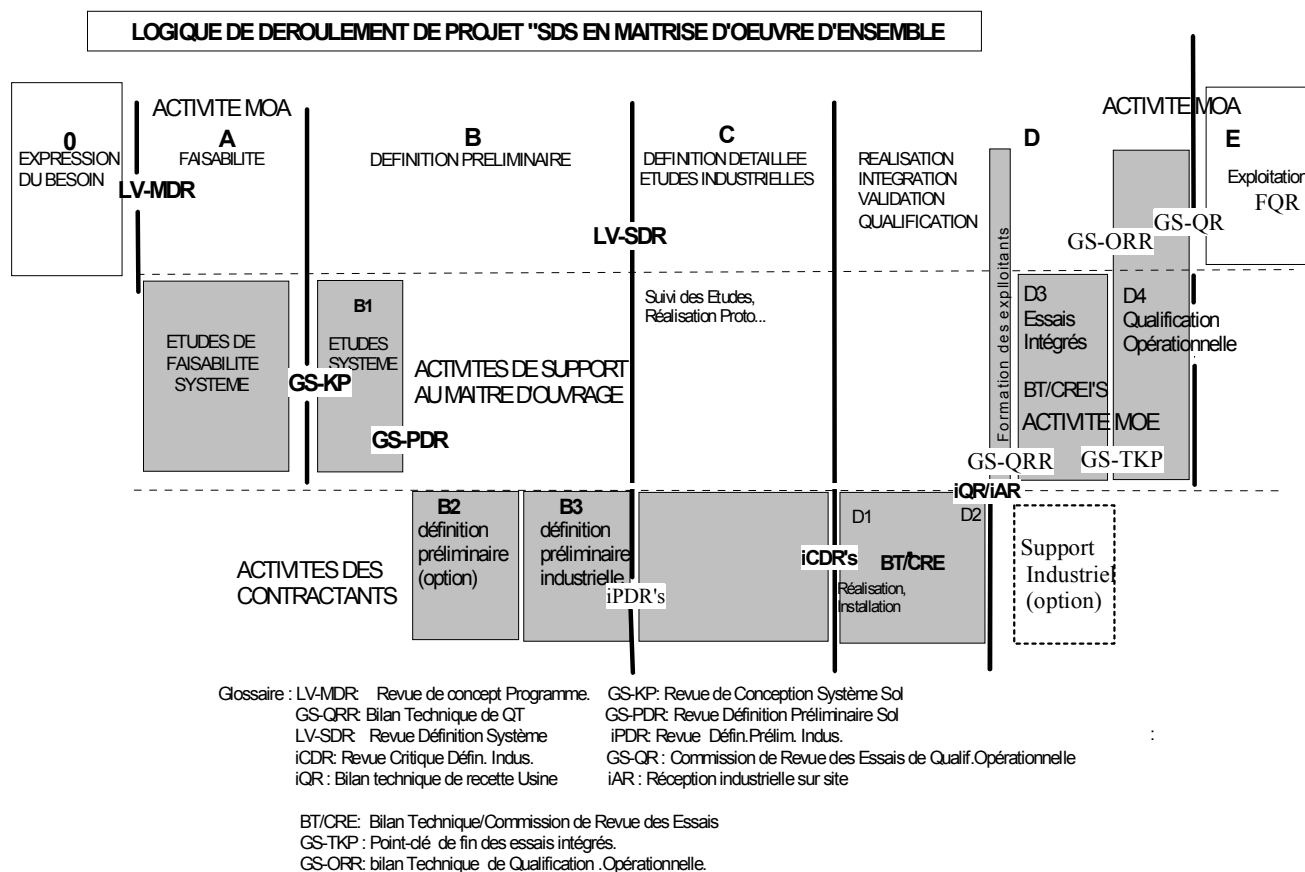 LOGIQUE DE DEROULEMENT DE PROJET "SDS EN MAITRISE D'OEUVRE D'ENSEMBLE
0
EXPRESSION
DU BESOIN
LV-MDR
ACTIVITE MOA
A
FAISABILITE
B
DEFINITION PRELIMINAIRE
LV-SDR
C
DEFINITION DETAILLEE
ETUDES INDUSTRIELLES
REALISATION
INTEGRATION
VALIDATION
QUALIFICATION
D
ACTIVITE MOA
GS-ORR
GS-QR
E
Exploitation
FQR
ETUDES DE
FAISABILITE
SYSTEME
GS-KP
B1
ETUDES
SYSTEME
GS-PDR
ACTIVITES DE SUPPORT
AU MAITRE D'OUVRAGE
Suivi des Etudes,
Réalisation Proto...
Formation des exploitants
GS-QRR
D3
Essais
Intégrés
BT/CREI'S
ACTIVITE MOE
GS-TKP
D4
Qualification
Opérationnelle
ACTIVITES DES
CONTRACTANTS
B2
définition
préliminaire
(option)
B3
définition
préliminaire
industrielle
iPDR's
iCDR's
D1
D2
iQR/iAR
BT/CRE
Réalisation,
Installation
Support
Industriel
(option)
Glossaire : LV-MDR: Revue de concept Programme. GS-KP: Revue de Conception Système Sol
GS-QRR: Bilan Technique de QT GS-PDR: Revue Définition Préliminaire Sol
LV-SDR: Revue Définition Système iPDR: Revue Défin.Prélim. Indus. :
iCDR: Revue Critique Défin. Indus. GS-QR : Commission de Revue des Essais de Qualif.Opérationnelle
iQR : Bilan technique de recette Usine iAR : Réception industrielle sur site
BT/CRE: Bilan Technique/Commission de Revue des Essais
GS-TKP : Point-clé de fin des essais intégrés.
GS-ORR: bilan Technique de Qualification .Opérationnelle.